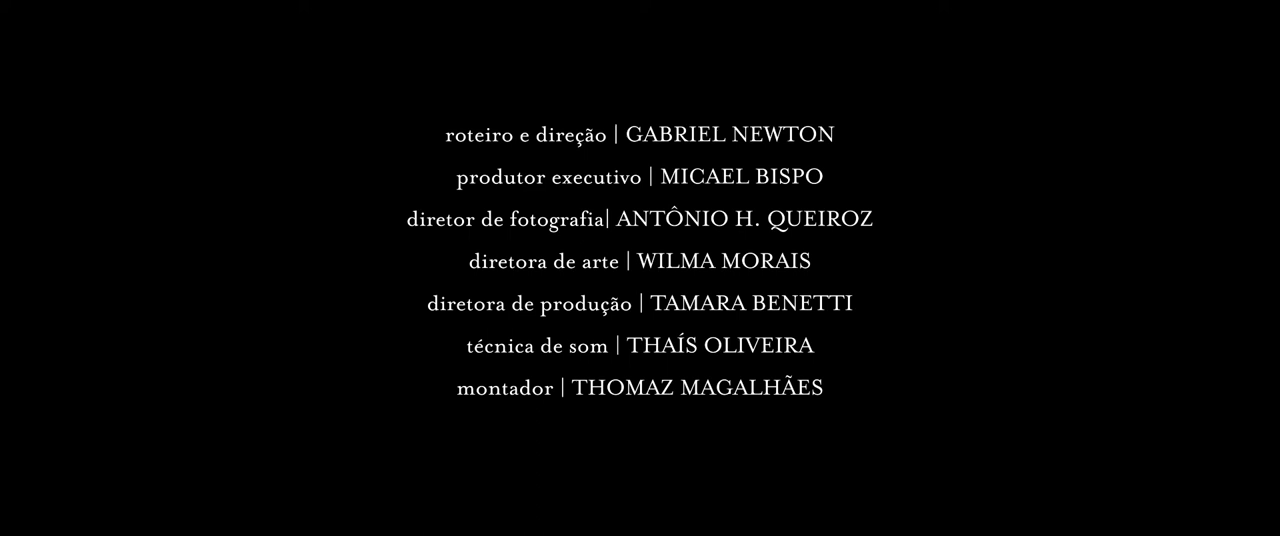 roteiro e direção | GABRIEL NEWTON
produtor executivo | MICAEL BISPO
diretor de fotografia| ANTÔNIO H. QUEIROZ
diretora de arte | WILMA MORAIS
diretora de produção | TAMARA BENETTI
técnica de som | THAÍS OLIVEIRA
montador | THOMAZ MAGALHÃES